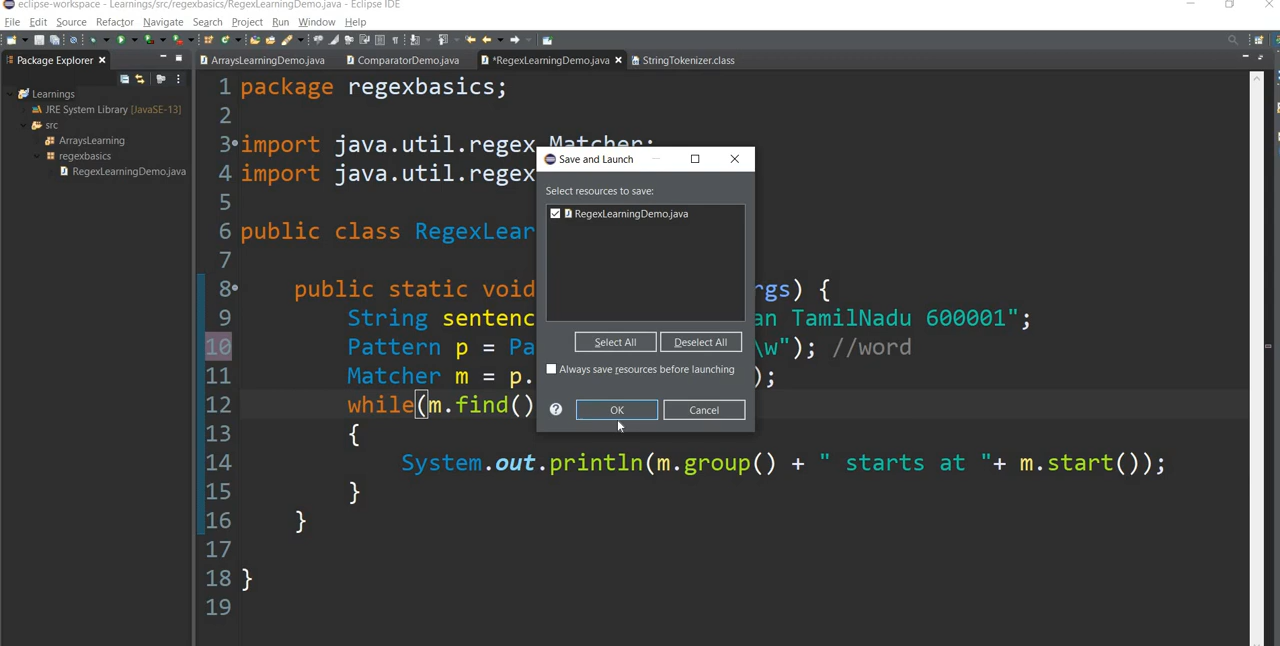 eclipse-workspace - Learnings/src/regexbasics/RegexLearningDemo.java - Eclipse IDE
File Edit Source Refactor Navigate Search Project Run Window Help
Package Explorer ArraysLearningDemo.java ComparatorDemo.java *RegexLearningDemo.java StringTokenizer.class
Learnings
JRE System Library [JavaSE-13]
src
ArraysLearning
regexbasics
RegexLearningDemo.java
1 package regexbasics;
2
3 import java.util.regex.Matcher;
4 import java.util.regex
5
6 public class RegexLear
7
8 public static void rgs) {
9 String sentenc an TamilNadu 600001";
10 Pattern p = Pa \w"); //word
11 Matcher m = p. );
12 while(m.find()
13 {
14 System.out.println(m.group() + " starts at "+ m.start());
15 }
16 }
17
18 }
19
Save and Launch
Select resources to save:
RegexLearningDemo.java
Select All Deselect All
Always save resources before launching
? OK Cancel